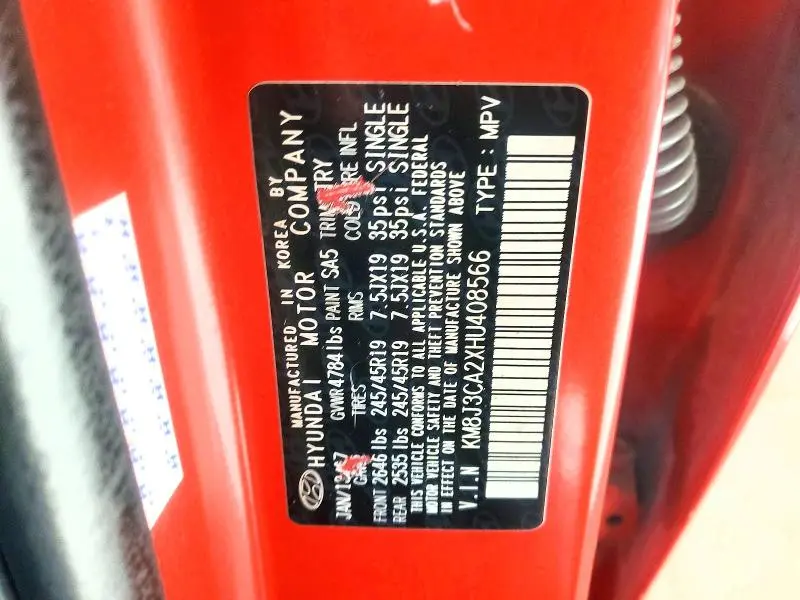 MANUFACTURED IN KOREA BY
HYUNDAI MOTOR COMPANY
GVWR 4784 lbs PAINT SA5 TRY
TIRES RIMS INFL
FRONT 2646 lbs 245/45R19 7.5JX19 35psi SINGLE
REAR 2535 lbs 245/45R19 7.5JX19 35psi SINGLE
THIS VEHICLE CONFORMS TO ALL APPLICABLE U.S.A. FEDERAL
MOTOR VEHICLE SAFETY AND THEFT PREVENTION STANDARDS
IN EFFECT ON THE DATE OF MANUFACTURE SHOWN ABOVE
V.I.N KM8J3CA2XHU408566 TYPE : MPV